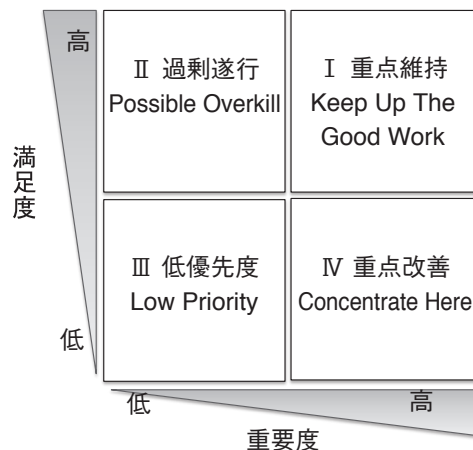 高
満足度
低
Ⅱ 過剰遂行
Possible Overkill
Ⅰ 重点維持
Keep Up The
Good Work
Ⅲ 低優先度
Low Priority
Ⅳ 重点改善
Concentrate Here
低
高
重要度